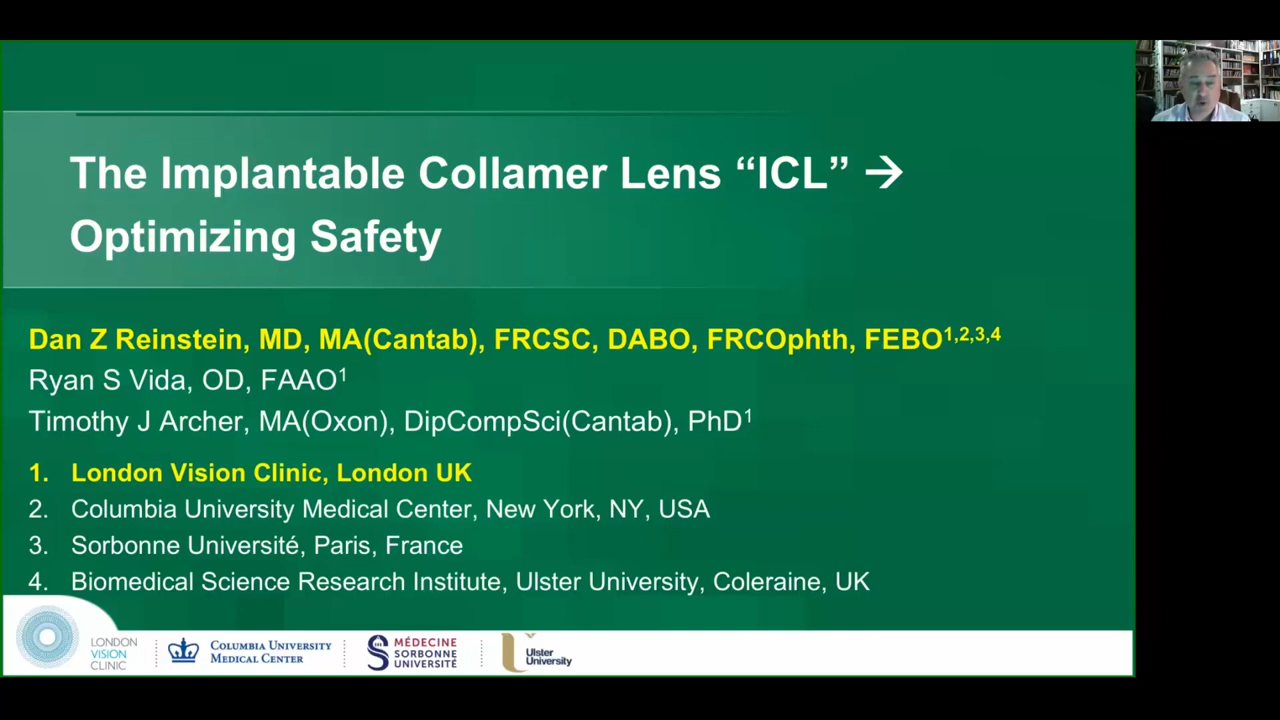 The Implantable Collamer Lens “ICL” →
Optimizing Safety
Dan Z Reinstein, MD, MA(Cantab), FRCSC, DABO, FRCOphth, FEBO1,2,3,4
Ryan S Vida, OD, FAAO1
Timothy J Archer, MA(Oxon), DipCompSci(Cantab), PhD1
1. London Vision Clinic, London UK
2. Columbia University Medical Center, New York, NY, USA
3. Sorbonne Université, Paris, France
4. Biomedical Science Research Institute, Ulster University, Coleraine, UK
LONDON
VISION
CLINIC
COLUMBIA UNIVERSITY
MEDICAL CENTER
MÉDECINE
SORBONNE
UNIVERSITÉ
Ulster
University